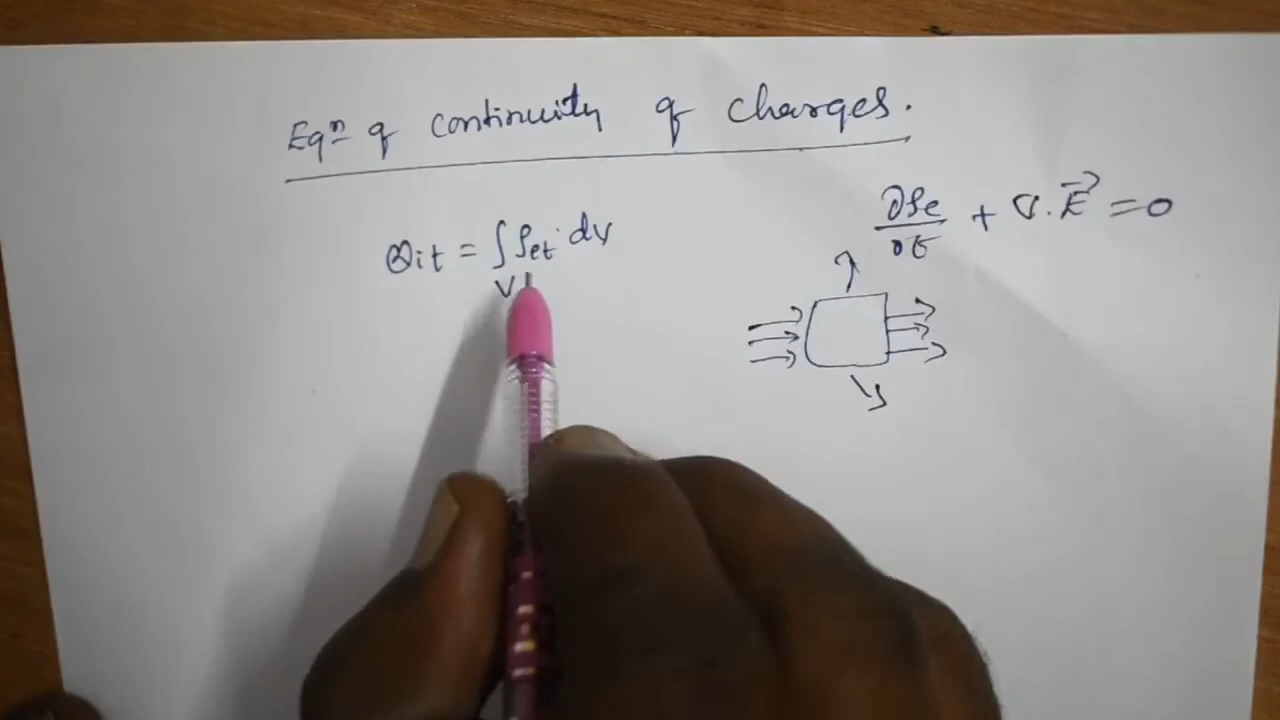 Eqⁿ of continuity of charges.
∂ρe/∂t + ∇.E⃗ = 0
Qit = ∫ ρet . dv
V